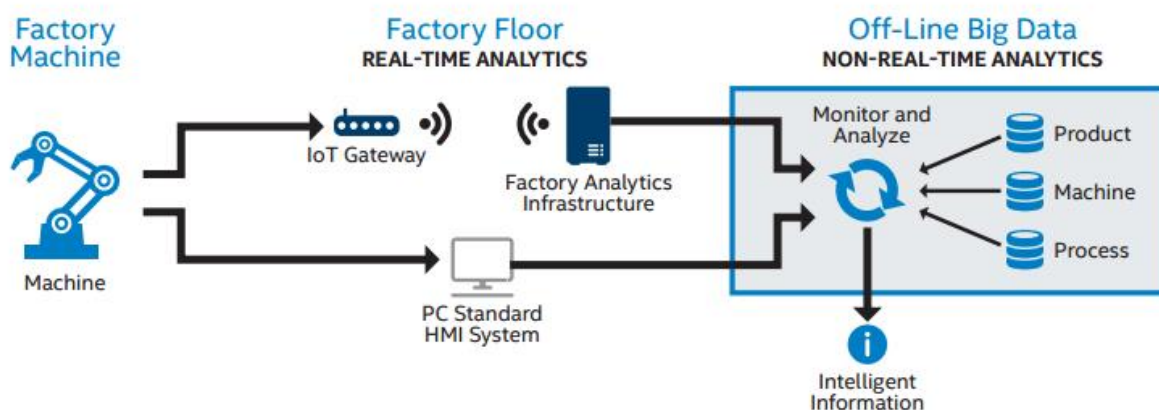 Factory
Machine
Factory Floor
REAL-TIME ANALYTICS
Off-Line Big Data
NON-REAL-TIME ANALYTICS
Machine
IoT Gateway
Factory Analytics
Infrastructure
PC Standard
HMI System
Monitor and
Analyze
Product
Machine
Process
i
Intelligent
Information